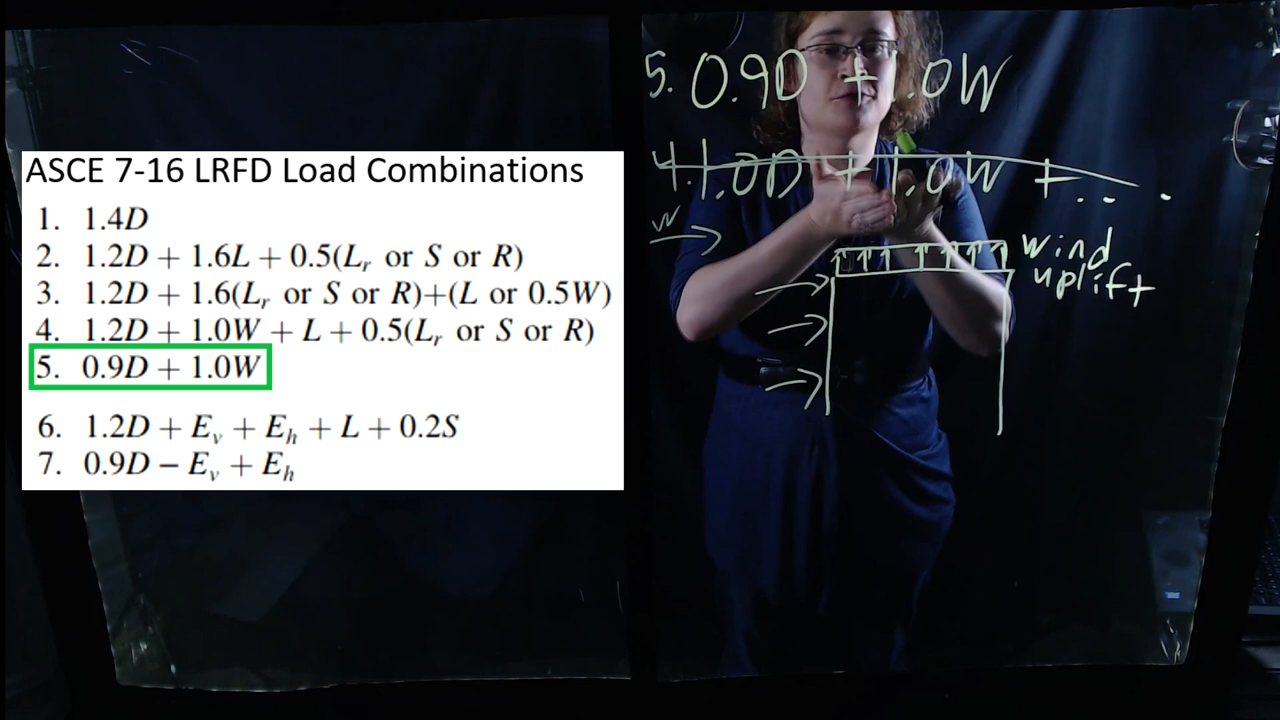 ASCE 7-16 LRFD Load Combinations
1. 1.4D
2. 1.2D + 1.6L + 0.5(Lᵣ or S or R)
3. 1.2D + 1.6(Lᵣ or S or R)+(L or 0.5W)
4. 1.2D + 1.0W + L + 0.5(Lᵣ or S or R)
5. 0.9D + 1.0W
6. 1.2D + Eᵥ + Eₕ + L + 0.2S
7. 0.9D − Eᵥ + Eₕ
5. 0.9D + 1.0W
4. 1.0D + 1.0W + . . .
W
wind
uplift